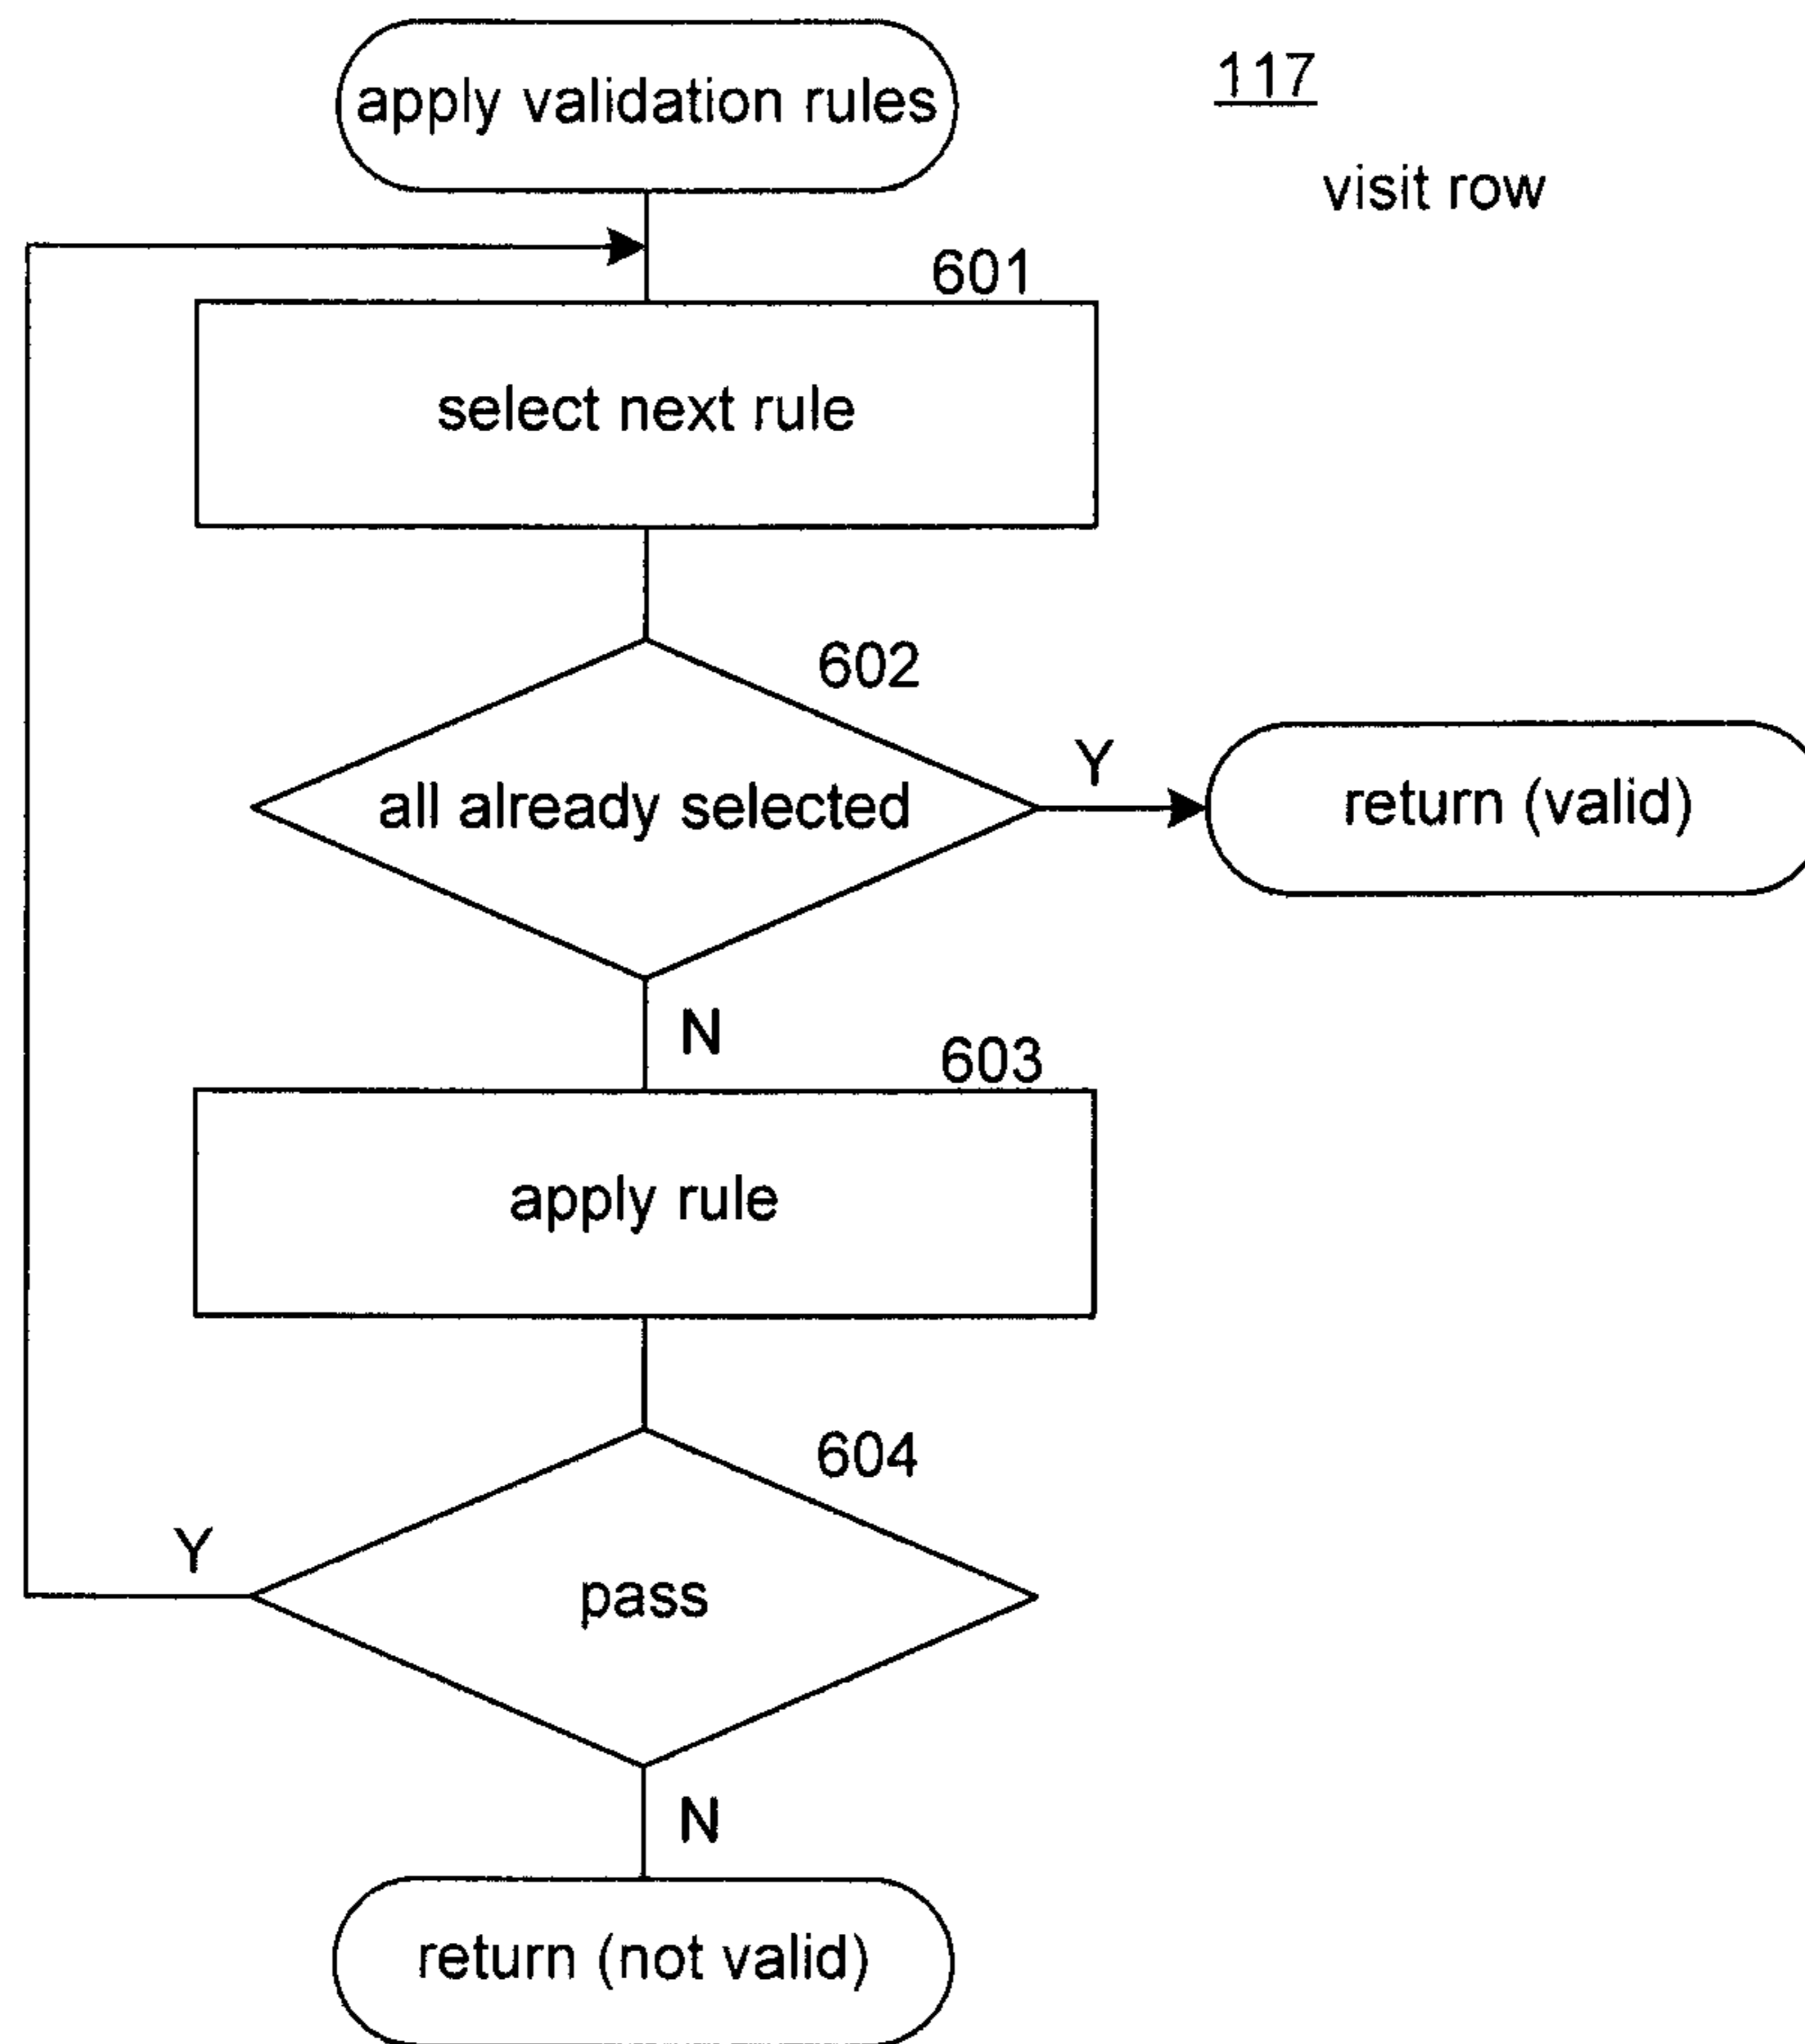 apply validation rules
117
visit row
601
select next rule
602
all already selected
Y
return (valid)
N
603
apply rule
604
Y
pass
N
return (not valid)